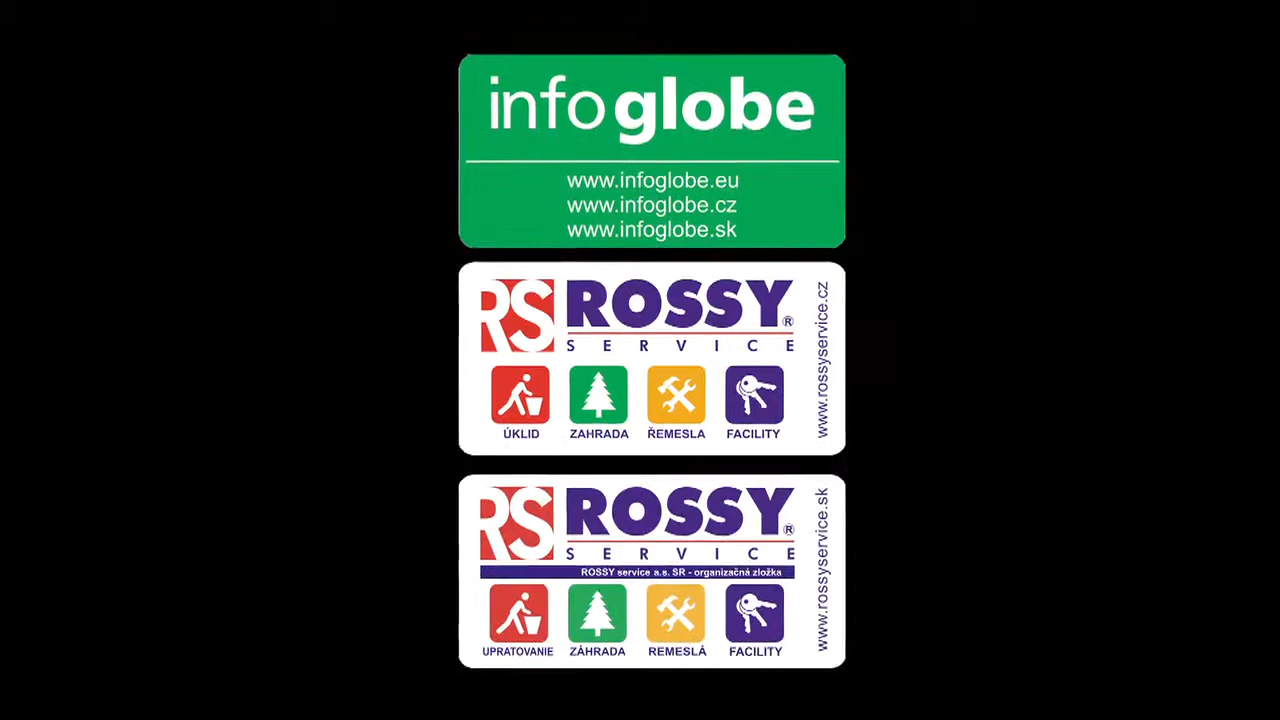 infoglobe
www.infoglobe.eu
www.infoglobe.cz
www.infoglobe.sk
RS ROSSY®
SERVICE
ÚKLID ZAHRADA ŘEMESLA FACILITY
www.rossyservice.cz
RS ROSSY®
SERVICE
ROSSY service a.s. SR - organizačná zložka
UPRATOVANIE ZÁHRADA REMESLÁ FACILITY
www.rossyservice.sk